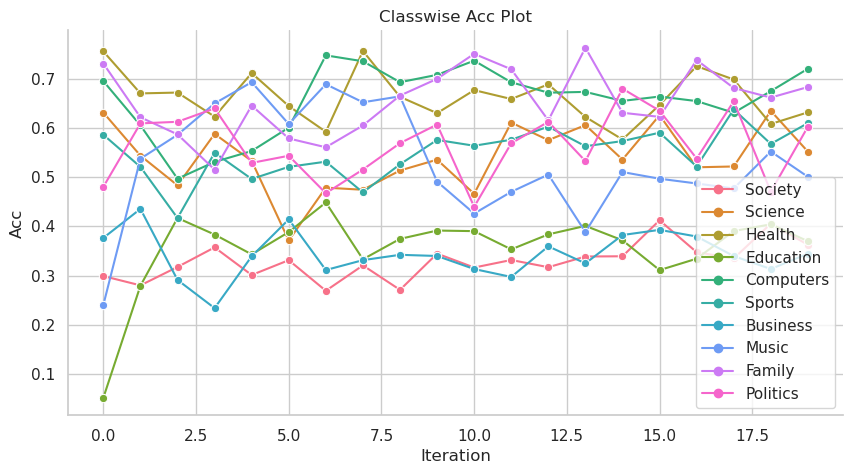 Classwise Acc Plot
Acc
0.7
0.6
0.5
0.4
0.3
0.2
0.1
Society
Science
Health
Education
Computers
Sports
Business
Music
Family
Politics
0.0 2.5 5.0 7.5 10.0 12.5 15.0 17.5
Iteration